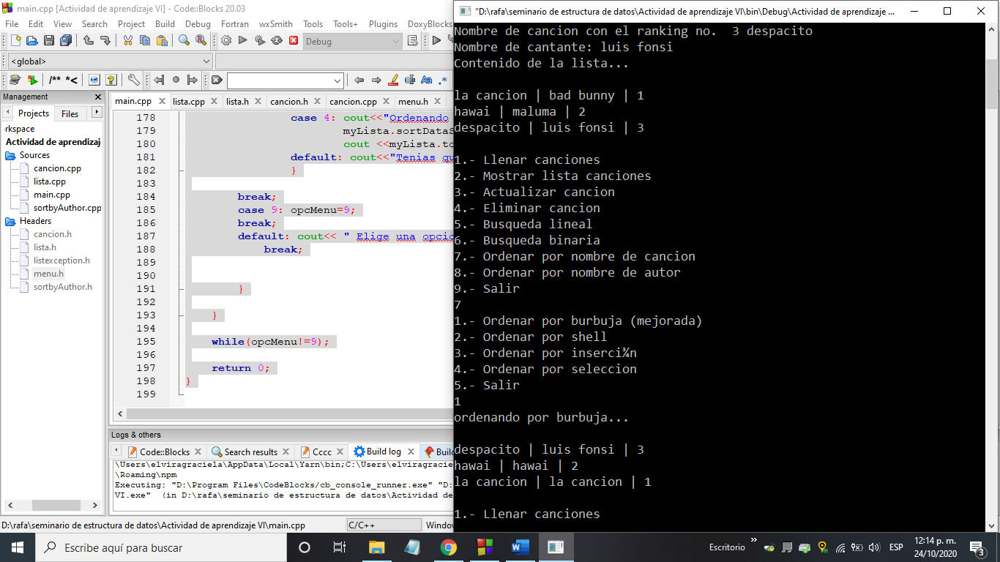 main.cpp [Actividad de aprendizaje VI] - Code::Blocks 20.03
File Edit View Search Project Build Debug Fortran wxSmith Tools Tools+ Plugins DoxyBlocks
Debug
<global>
/** *<
Aa .*
Management
Projects Files
main.cpp lista.cpp lista.h cancion.h cancion.cpp menu.h
rkspace
Actividad de aprendizaj
Sources
cancion.cpp
lista.cpp
main.cpp
sortbyAuthor.cpp
Headers
cancion.h
lista.h
listexception.h
menu.h
sortbyAuthor.h
178 case 4: cout<<"Ordenando
179 myLista.sortDataS
180 cout <<myLista.to
181 default: cout<<"Tenias qu
182 }
183
184 break;
185 case 9: opcMenu=9;
186 break;
187 default: cout<< " Elige una opcio
188 break;
189
190
191 }
192
193 }
194
195 while(opcMenu!=9);
196
197 return 0;
198 }
199
Logs & others
Code::Blocks Search results Cccc Build log Buil
\Users\elviragraciela\AppData\Local\Yarn\bin;C:\Users\elviragracie
\Roaming\npm
Executing: "D:\Program Files\CodeBlocks/cb_console_runner.exe" "D:
VI.exe" (in D:\rafa\seminario de estructura de datos\Actividad de
D:\rafa\seminario de estructura de datos\Actividad de aprendizaje VI\main.cpp C/C++ Window
"D:\rafa\seminario de estructura de datos\Actividad de aprendizaje VI\bin\Debug\Actividad de aprendizaje ...
Nombre de cancion con el ranking no.  3 despacito
Nombre de cantante: luis fonsi
Contenido de la lista...
la cancion | bad bunny | 1
hawai | maluma | 2
despacito | luis fonsi | 3
1.- Llenar canciones
2.- Mostrar lista canciones
3.- Actualizar cancion
4.- Eliminar cancion
5.- Busqueda lineal
6.- Busqueda binaria
7.- Ordenar por nombre de cancion
8.- Ordenar por nombre de autor
9.- Salir
7
1.- Ordenar por burbuja (mejorada)
2.- Ordenar por shell
3.- Ordenar por inserci¾n
4.- Ordenar por seleccion
5.- Salir
1
ordenando por burbuja...
despacito | luis fonsi | 3
hawai | hawai | 2
la cancion | la cancion | 1
1.- Llenar canciones
Escribe aquí para buscar
Escritorio
ESP
12:14 p. m.
24/10/2020
3